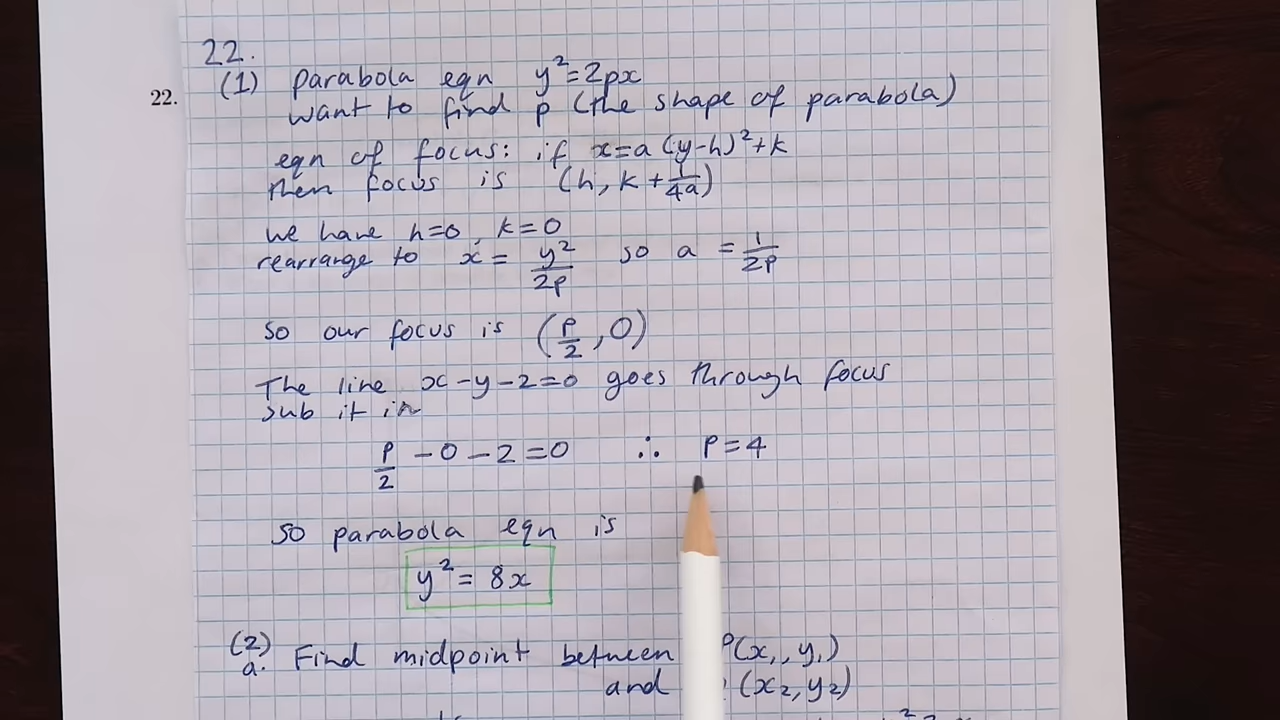 22.
22.
(1) parabola eqn y²=2px
want to find p (the shape of parabola)
eqn of focus: if x=a(y-h)²+k
then focus is (h, k+1/4a)
we have h=0, k=0
rearrange to x = y²/2p so a = 1/2p
so our focus is (p/2, 0)
The line x-y-2=0 goes through focus
sub it in
p/2 -0-2=0 ∴ p=4
so parabola eqn is
y² = 8x
(2)
a. Find midpoint between P(x₁, y₁)
and : (x₂, y₂)